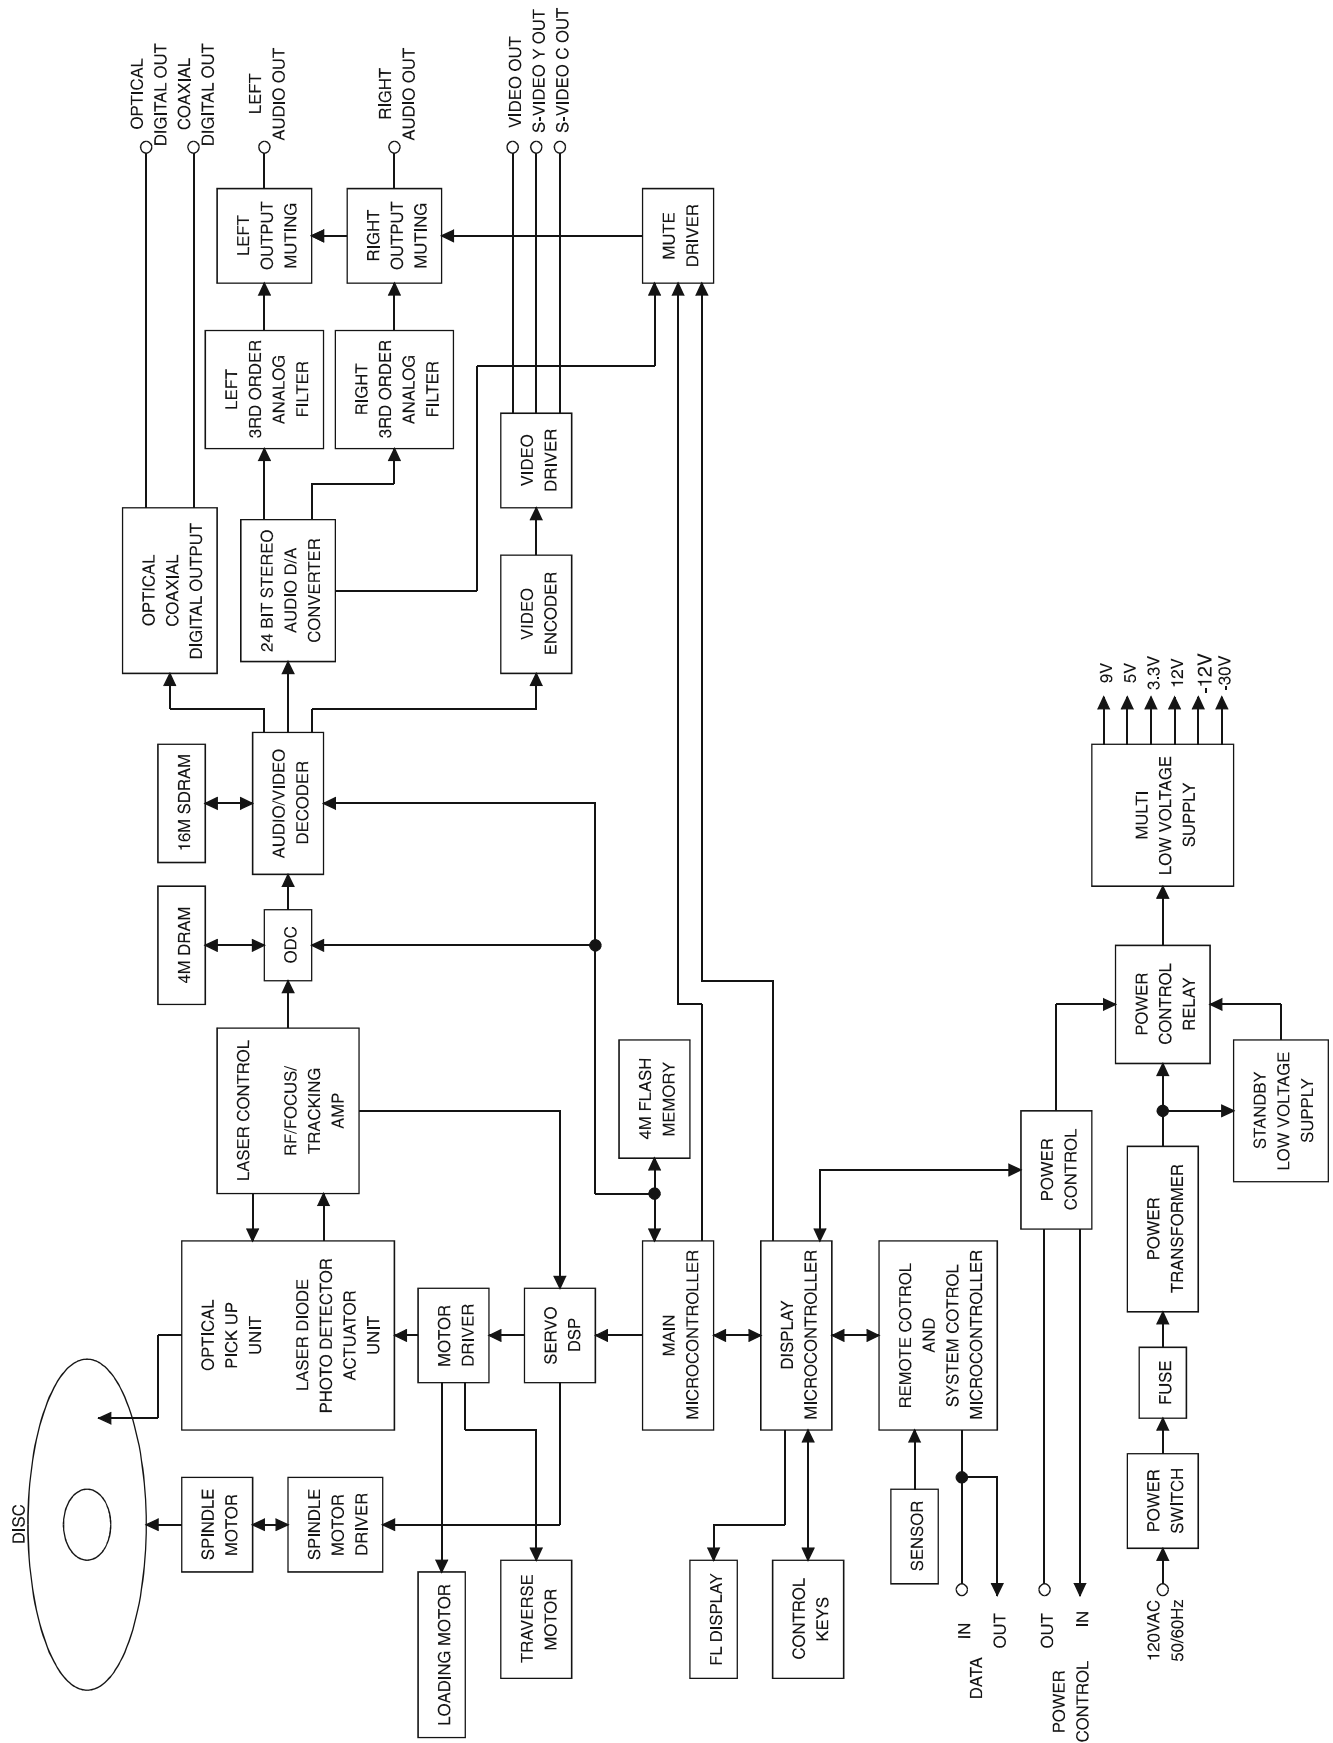 DISC
SPINDLE
MOTOR
SPINDLE
MOTOR
DRIVER
LOADING MOTOR
TRAVERSE
MOTOR
OPTICAL
PICK UP
UNIT
LASER DIODE
PHOTO DETECTOR
ACTUATOR
UNIT
MOTOR
DRIVER
SERVO
DSP
LASER CONTROL
RF/FOCUS/
TRACKING
AMP
4M DRAM
ODC
16M SDRAM
AUDIO/VIDEO
DECODER
OPTICAL
COAXIAL
DIGITAL OUTPUT
24 BIT STEREO
AUDIO D/A
CONVERTER
VIDEO
ENCODER
VIDEO
DRIVER
LEFT
3RD ORDER
ANALOG
FILTER
RIGHT
3RD ORDER
ANALOG
FILTER
LEFT
OUTPUT
MUTING
RIGHT
OUTPUT
MUTING
MUTE
DRIVER
OPTICAL
DIGITAL OUT
COAXIAL
DIGITAL OUT
LEFT
AUDIO OUT
RIGHT
AUDIO OUT
VIDEO OUT
S-VIDEO Y OUT
S-VIDEO C OUT
4M FLASH
MEMORY
MAIN
MICROCONTROLLER
DISPLAY
MICROCONTROLLER
REMOTE COTROL
AND
SYSTEM COTROL
MICROCONTROLLER
FL DISPLAY
CONTROL
KEYS
SENSOR
DATA
IN
OUT
POWER
CONTROL
OUT
IN
POWER
CONTROL
120VAC
50/60Hz
POWER
SWITCH
FUSE
POWER
TRANSFORMER
STANDBY
LOW VOLTAGE
SUPPLY
POWER
CONTROL
RELAY
MULTI
LOW VOLTAGE
SUPPLY
9V
5V
3.3V
12V
-12V
-30V